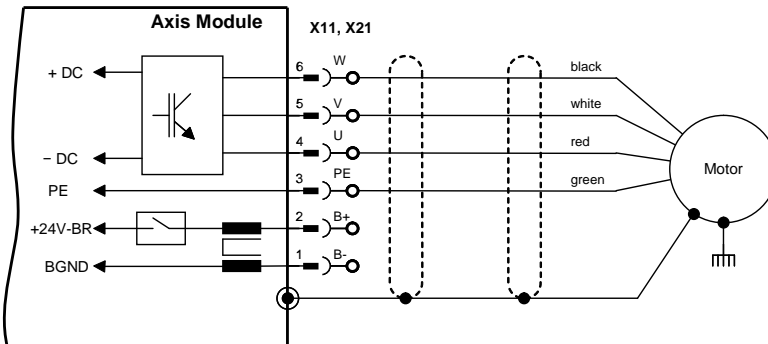 Axis Module
X11, X21
+ DC
6 W
black
5 V
white
4 U
red
− DC
PE
3 PE
green
Motor
+24V-BR
2 B+
BGND
1 B-